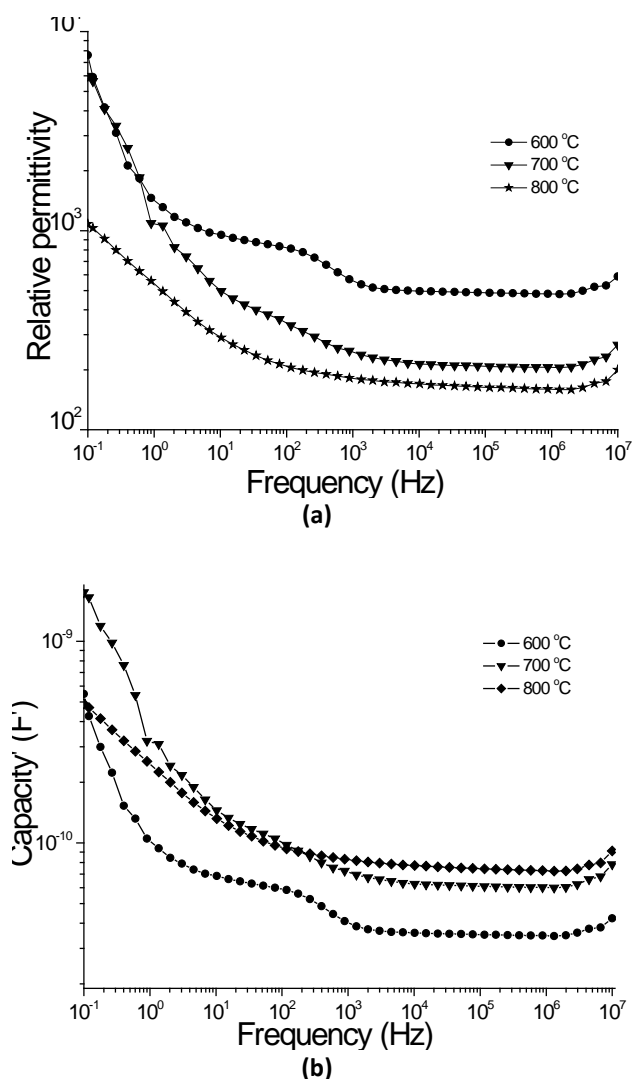 10
600 °C
700 °C
800 °C
10³
10²
Relative permittivity
10⁻¹ 10⁰ 10¹ 10² 10³ 10⁴ 10⁵ 10⁶ 10⁷
Frequency (Hz)
(a)
10⁻⁹
600 °C
700 °C
800 °C
10⁻¹⁰
Capacity' (F)
10⁻¹ 10⁰ 10¹ 10² 10³ 10⁴ 10⁵ 10⁶ 10⁷
Frequency (Hz)
(b)